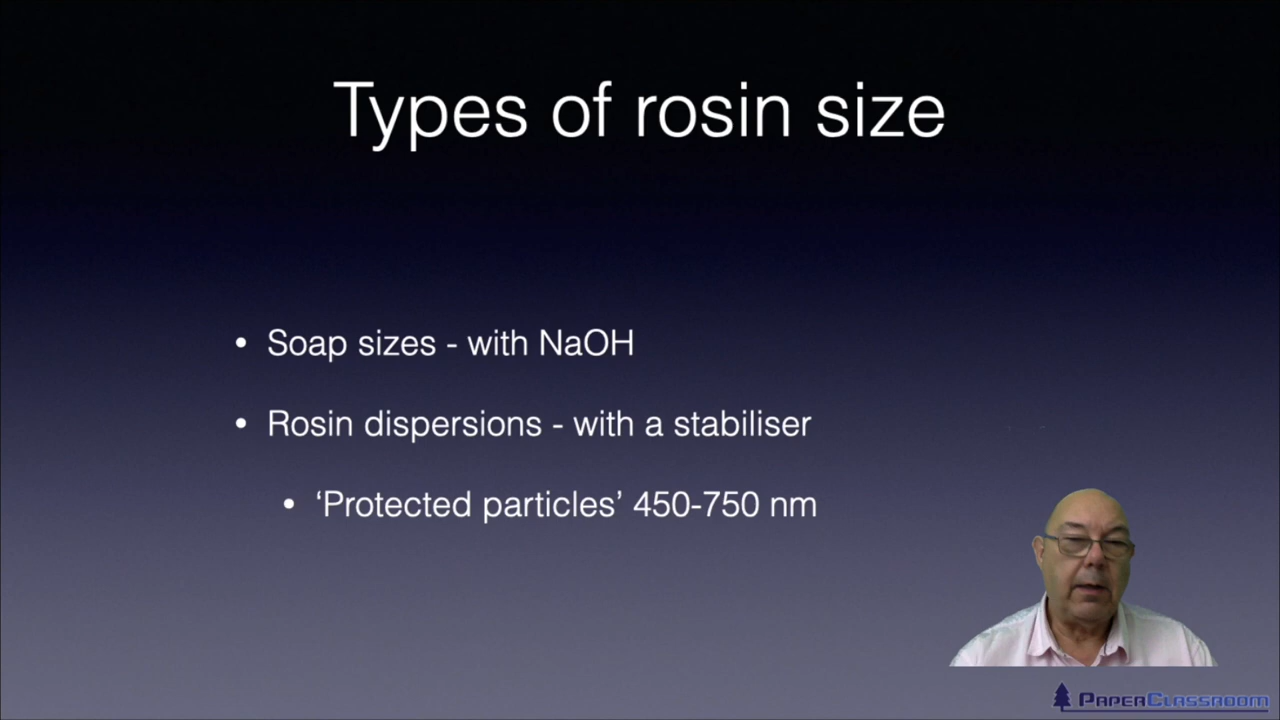 Types of rosin size
• Soap sizes - with NaOH
• Rosin dispersions - with a stabiliser
• ‘Protected particles’ 450-750 nm
PAPERCLASSROOM